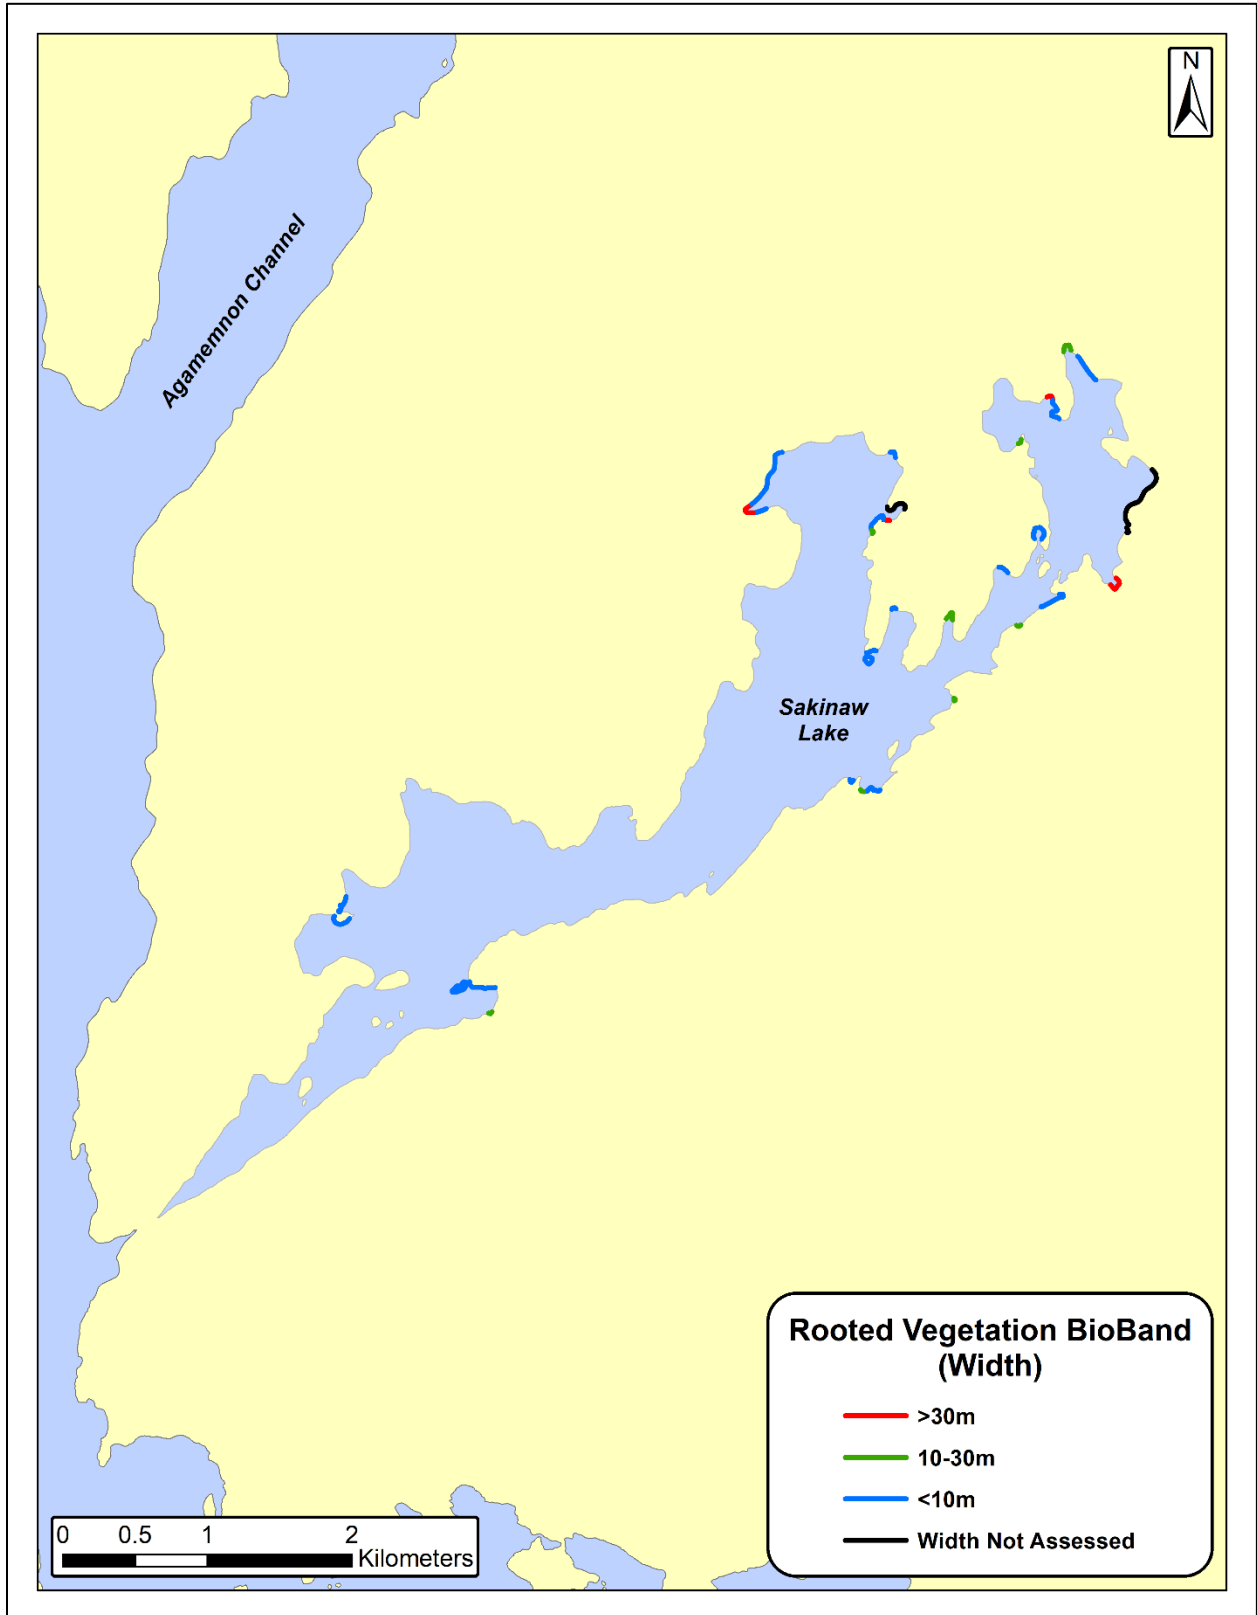 N
Agamemnon Channel
Sakinaw
Lake
Rooted Vegetation BioBand
(Width)
>30m
10-30m
<10m
Width Not Assessed
0 0.5 1 2
Kilometers